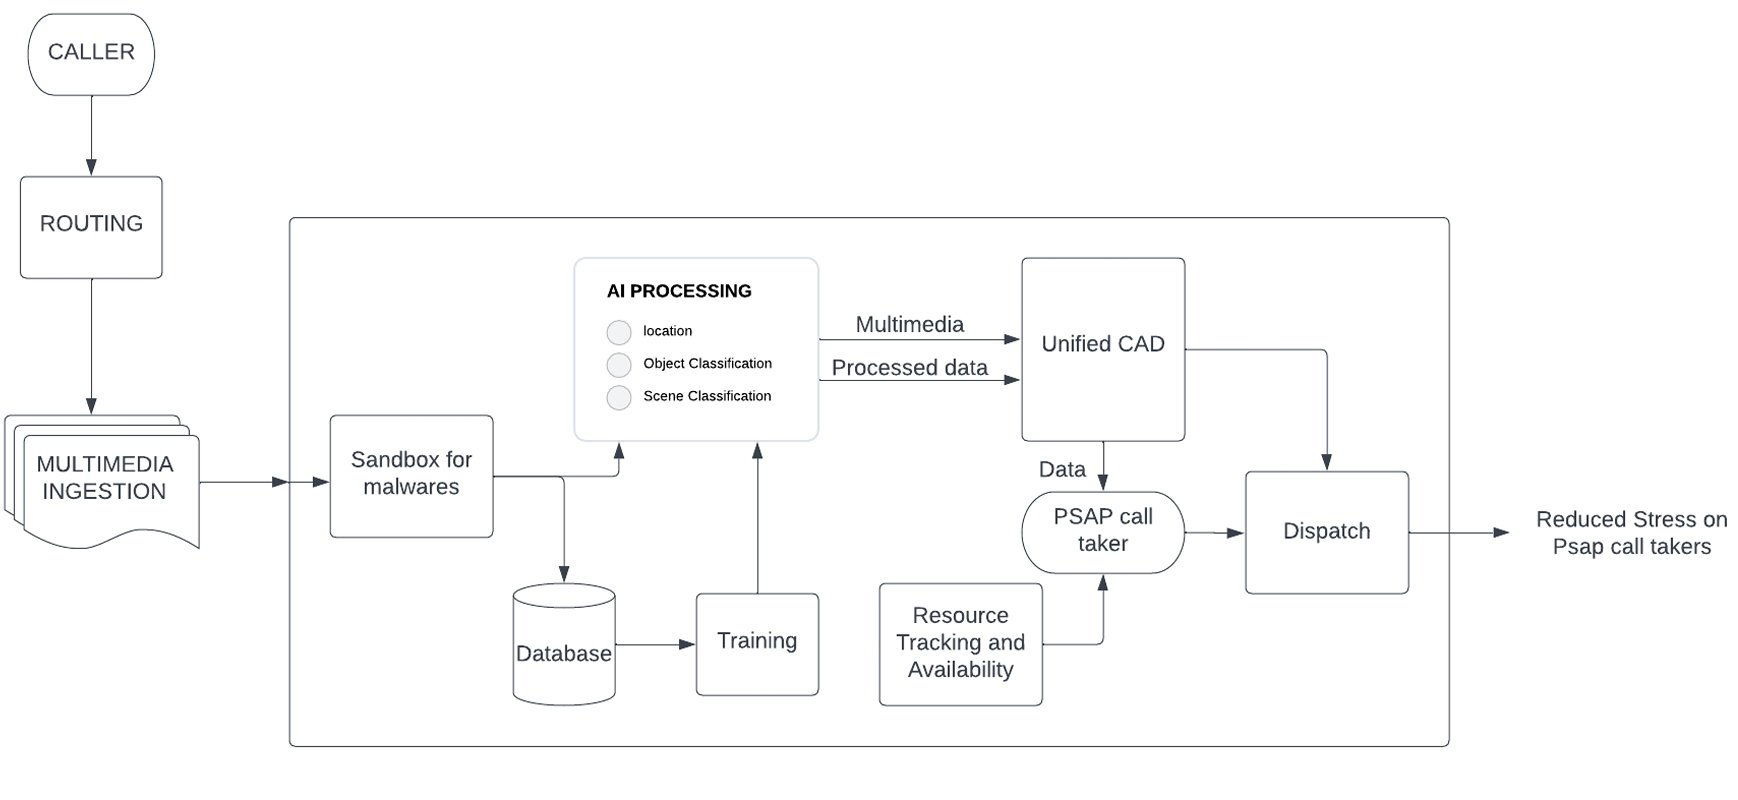 CALLER
ROUTING
MULTIMEDIA
INGESTION
Sandbox for
malwares
AI PROCESSING
location
Object Classification
Scene Classification
Database
Training
Multimedia
Processed data
Unified CAD
Data
PSAP call
taker
Resource
Tracking and
Availability
Dispatch
Reduced Stress on
Psap call takers